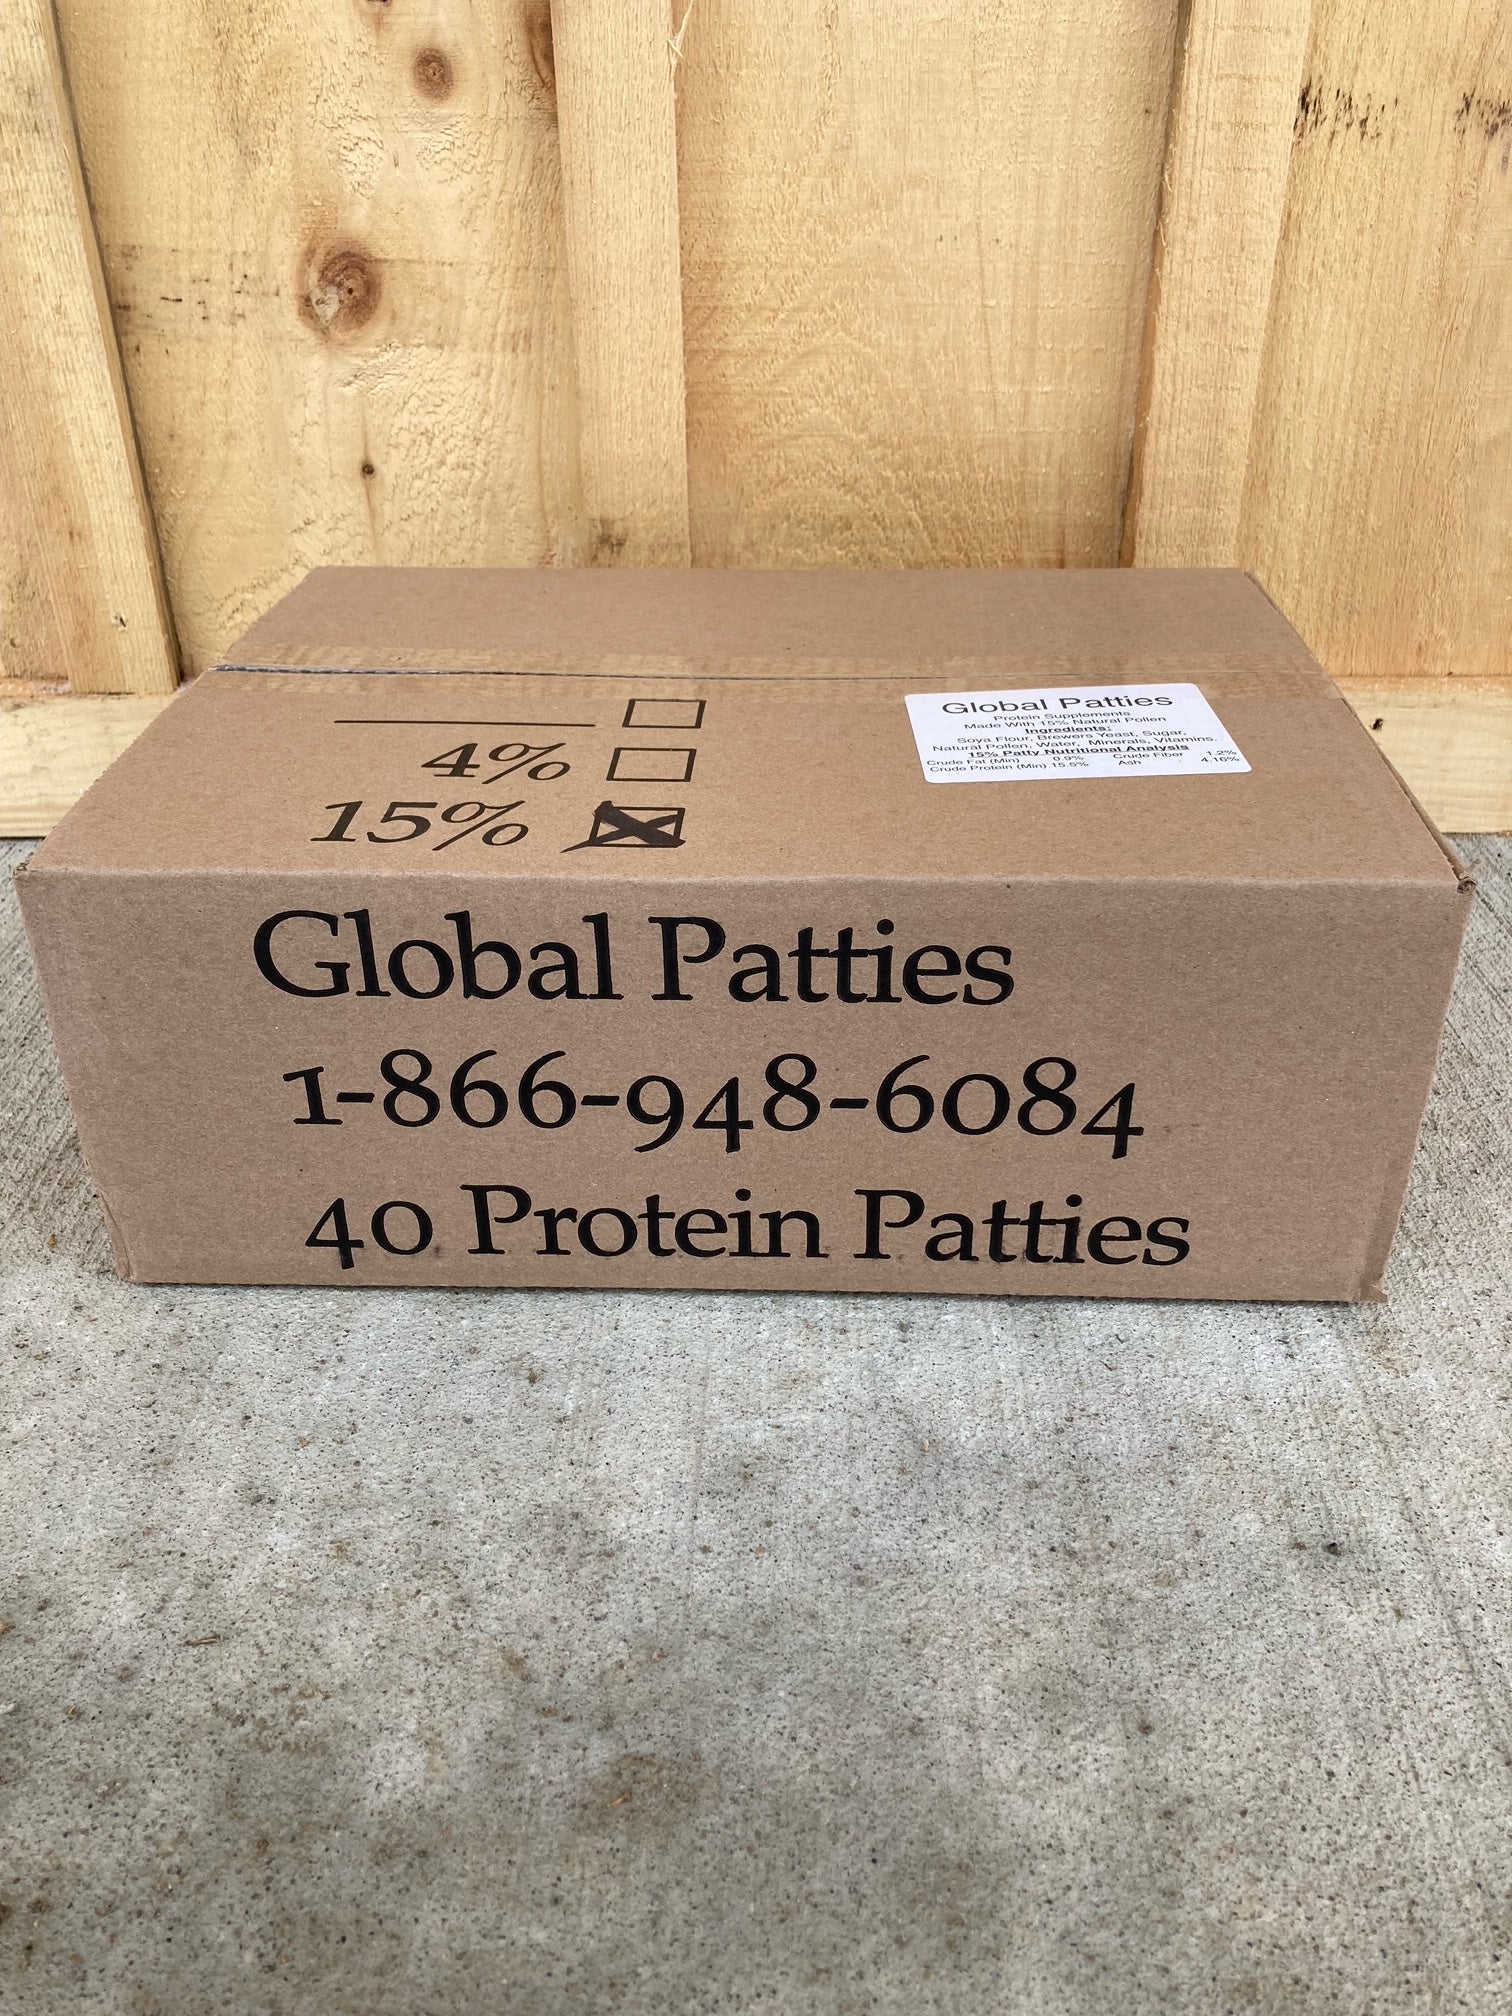 4%
15%
Global Patties
Protein Supplements
Made With 15% Natural Pollen
Ingredients:
Soya Flour, Brewers Yeast, Sugar,
Natural Pollen, Water, Minerals, Vitamins.
15% Patty Nutritional Analysis
Crude Fat (Min) 0.9% Crude Fiber 1.2%
Crude Protein (Min) 15.5% Ash 4.16%
Global Patties
1-866-948-6084
40 Protein Patties